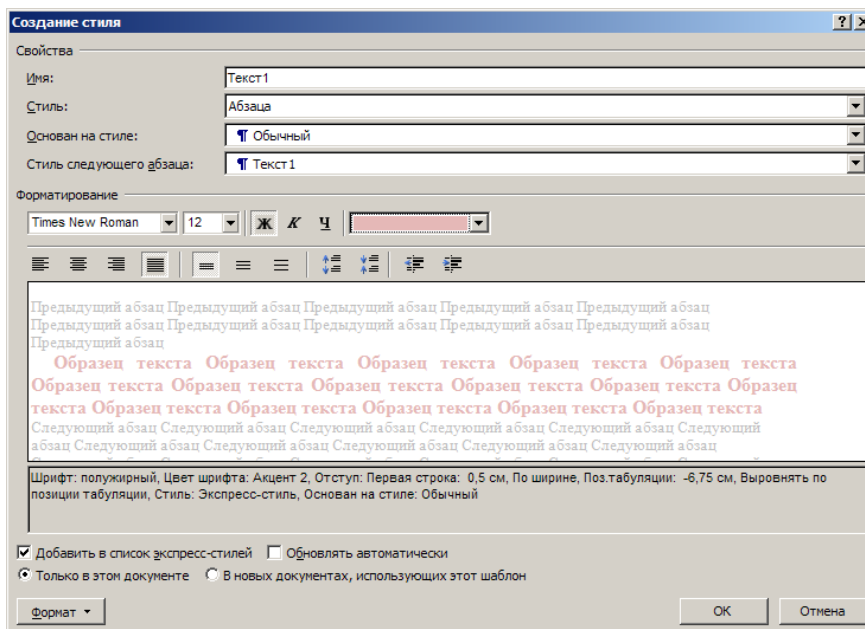 Создание стиля
Свойства
Имя: Текст1
Стиль: Абзаца
Основан на стиле: ¶ Обычный
Стиль следующего абзаца: ¶ Текст1
Форматирование
Times New Roman 12 Ж К Ч
Предыдущий абзац Предыдущий абзац Предыдущий абзац Предыдущий абзац Предыдущий абзац
Предыдущий абзац Предыдущий абзац Предыдущий абзац Предыдущий абзац Предыдущий абзац
Предыдущий абзац
Образец текста Образец текста Образец текста Образец текста Образец текста
Образец текста Образец текста Образец текста Образец текста Образец текста Образец
текста Образец текста Образец текста Образец текста Образец текста Образец текста
Следующий абзац Следующий абзац Следующий абзац Следующий абзац Следующий
абзац Следующий абзац Следующий абзац Следующий абзац Следующий абзац
Шрифт: полужирный, Цвет шрифта: Акцент 2, Отступ: Первая строка: 0,5 см, По ширине, Поз.табуляции: -6,75 см, Выровнять по
позиции табуляции, Стиль: Экспресс-стиль, Основан на стиле: Обычный
Добавить в список экспресс-стилей Обновлять автоматически
Только в этом документе В новых документах, использующих этот шаблон
Формат OK Отмена